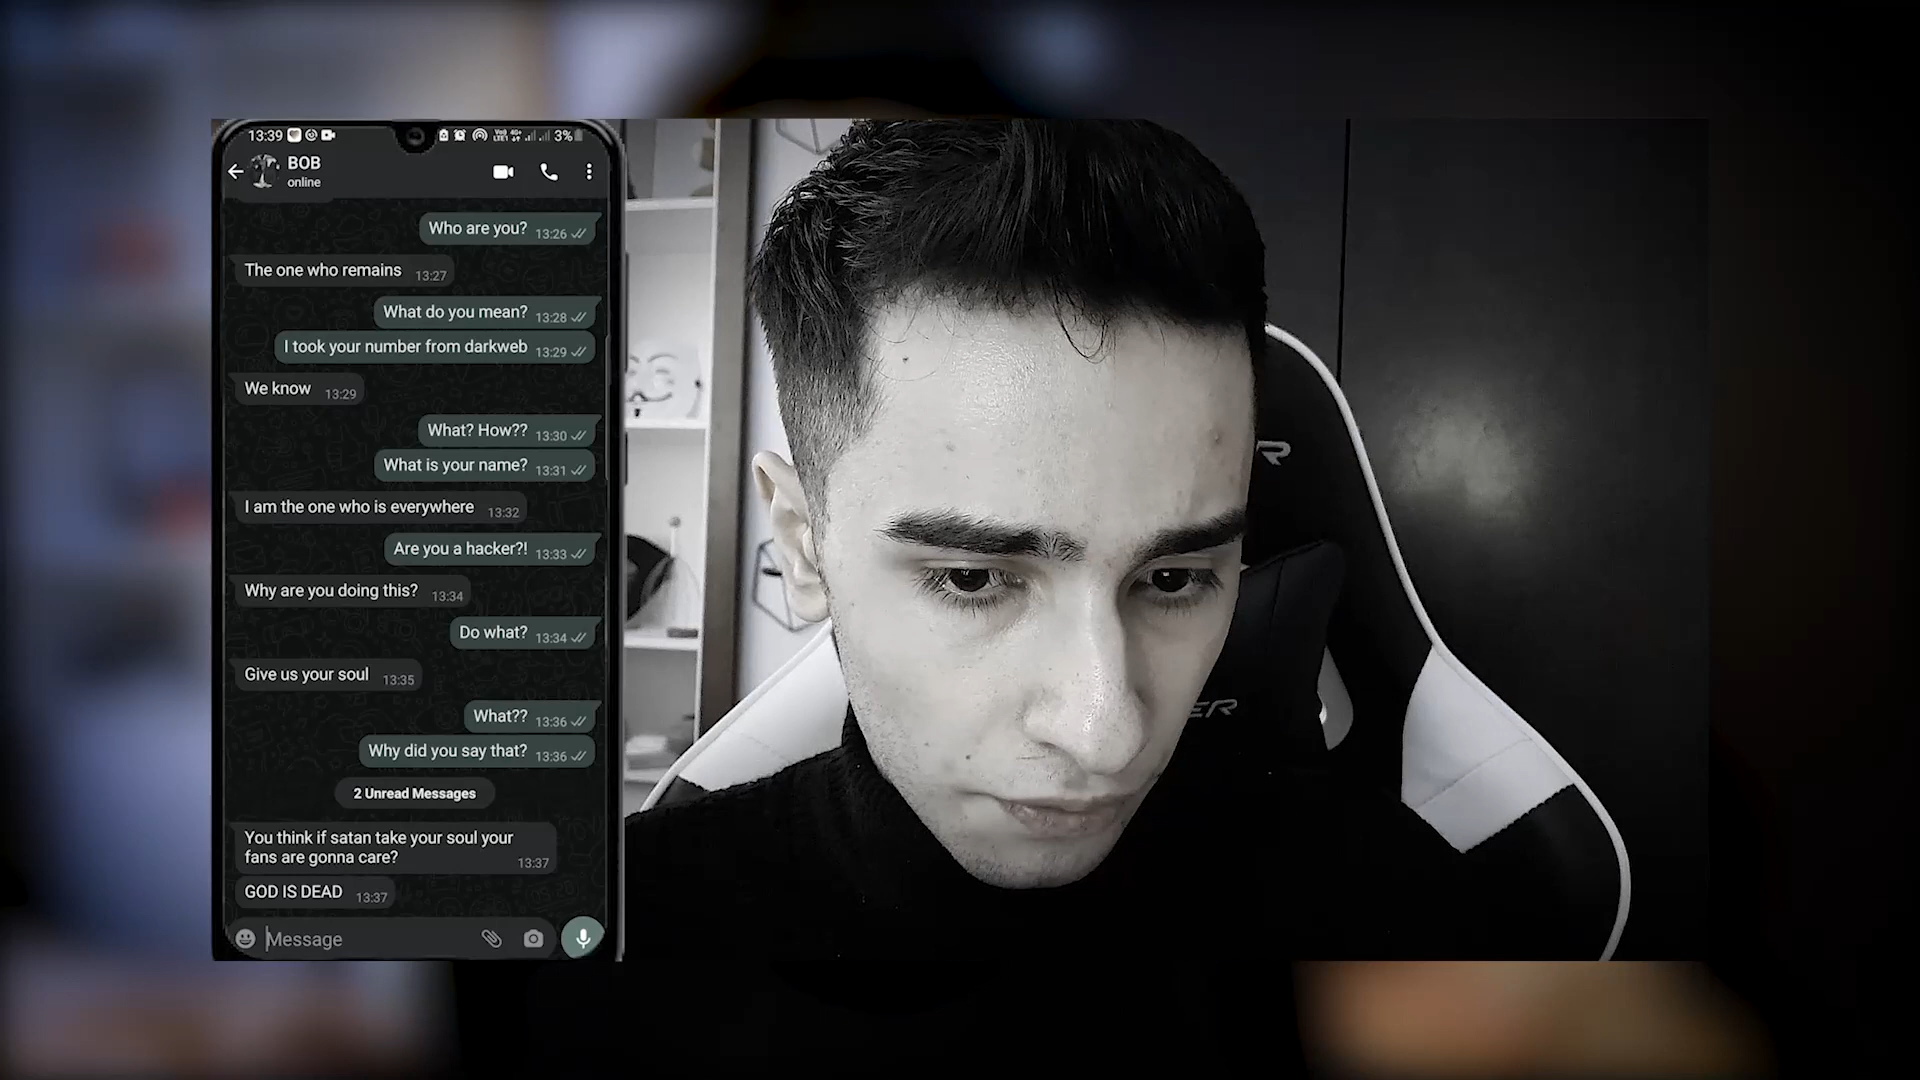 13:39
3%
BOB
online
Who are you? 13:26
The one who remains 13:27
What do you mean? 13:28
I took your number from darkweb 13:29
We know 13:29
What? How?? 13:30
What is your name? 13:31
I am the one who is everywhere 13:32
Are you a hacker?! 13:33
Why are you doing this? 13:34
Do what? 13:34
Give us your soul 13:35
What?? 13:36
Why did you say that? 13:36
2 Unread Messages
You think if satan take your soul your
fans are gonna care? 13:37
GOD IS DEAD 13:37
Message
R
ER